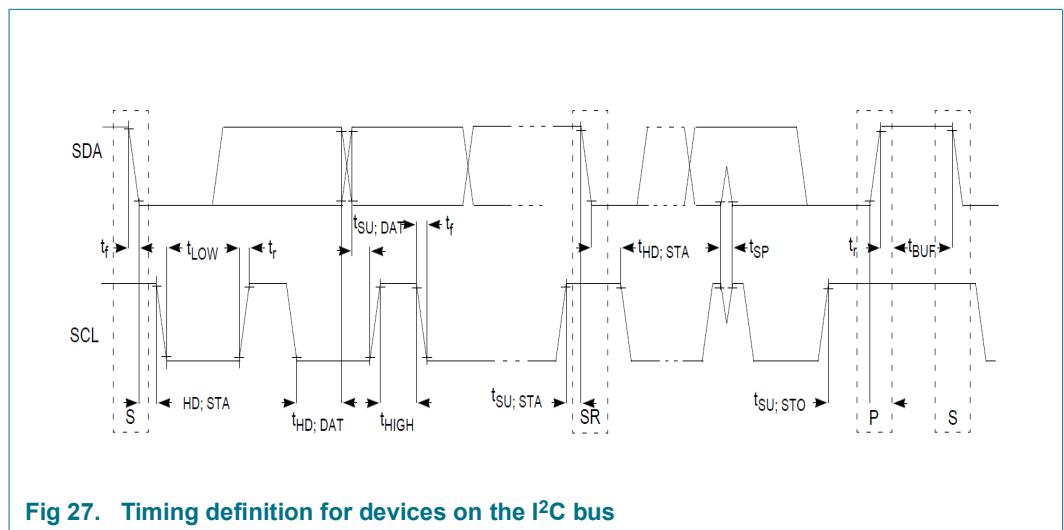 SDA
tf tLOW tr tSU; DAT tf tHD; STA tSP tr tBUF
SCL
S HD; STA tHD; DAT tHIGH tSU; STA SR tSU; STO P S
Fig 27. Timing definition for devices on the I2C bus